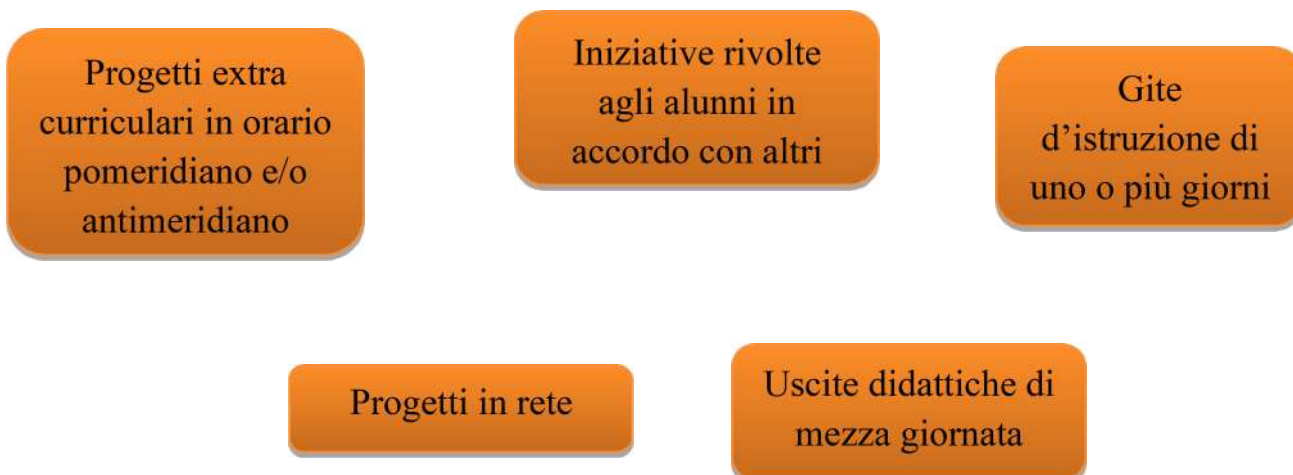 Progetti extra
curriculari in orario
pomeridiano e/o
antimeridiano
Iniziative rivolte
agli alunni in
accordo con altri
Gite
d’istruzione di
uno o più giorni
Progetti in rete
Uscite didattiche di
mezza giornata